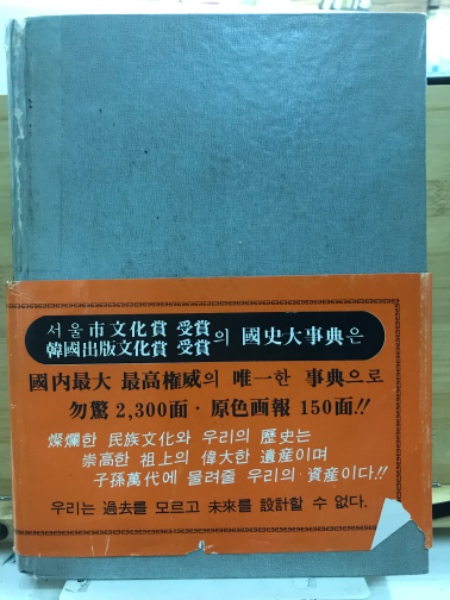 서울市文化賞 受賞
韓國出版文化賞 受賞의 國史大事典은
國内最大 最高権威의 唯一한 事典으로
勿驚 2,300面·原色画報 150面!!
燦爛한 民族文化와 우리의 歷史는
崇高한 祖上의 偉大한 遺産이며
子孫萬代에 물려줄 우리의 資産이다!!
우리는 過去를 모르고 未來를 設計할 수 없다.